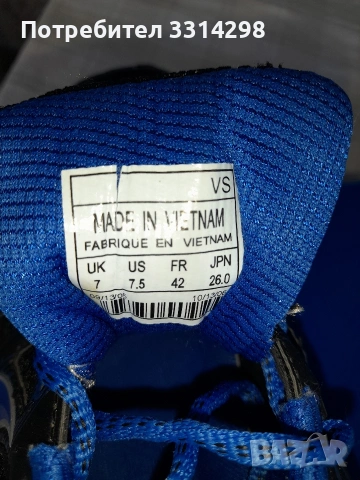 Потребител 3314298
VS
MADE IN VIETNAM
FABRIQUE EN VIETNAM
UK US FR JPN
7 7.5 42 26.0
BAZAR